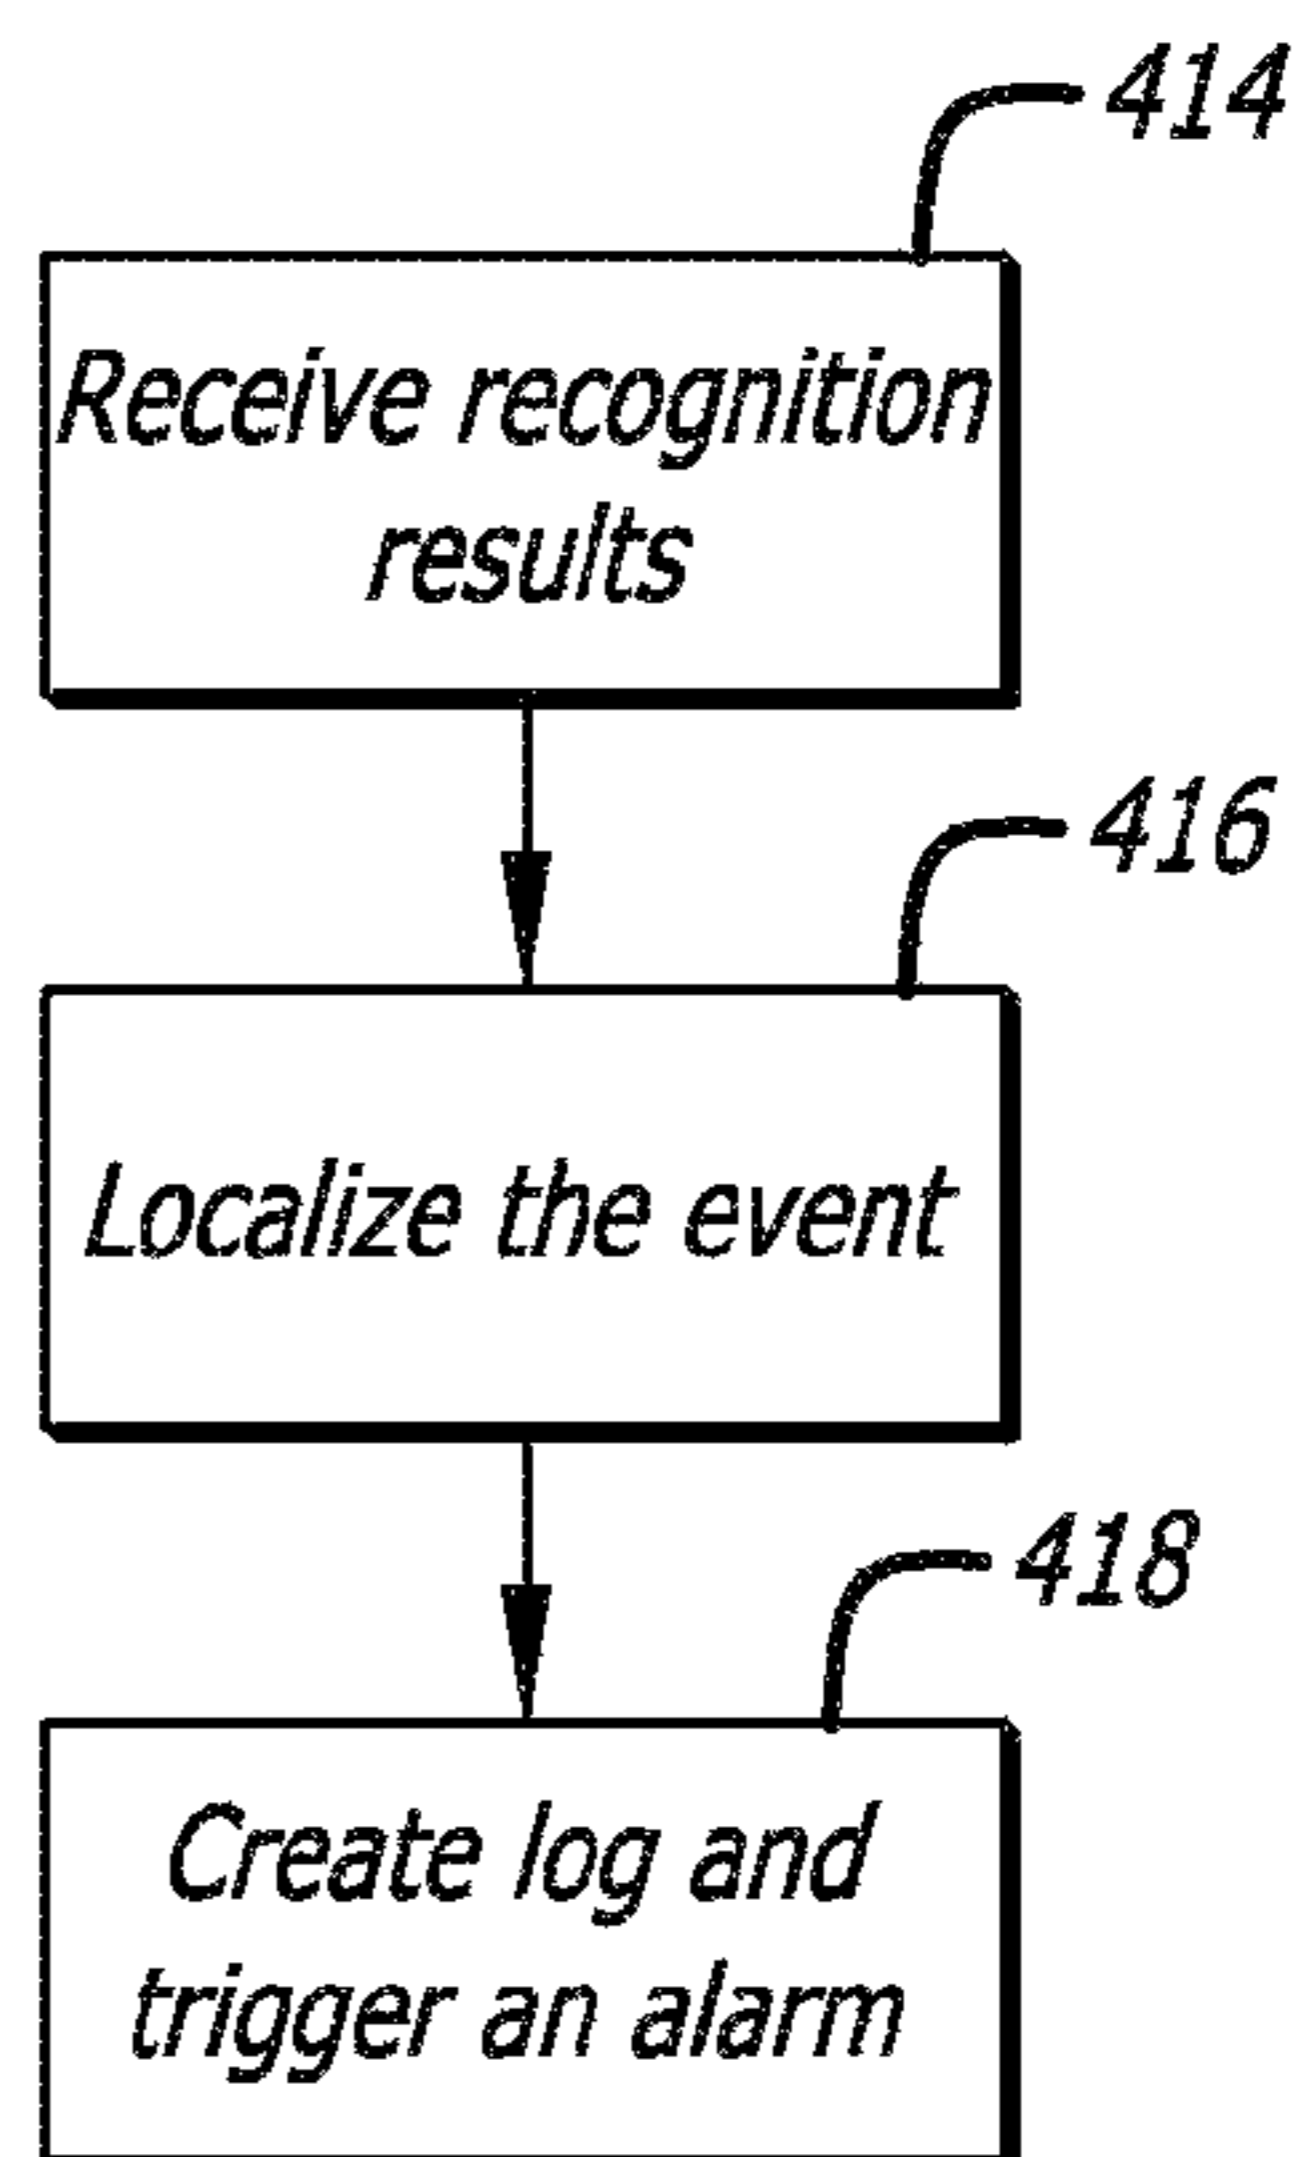 414
Receive recognition
results
416
Localize the event
418
Create log and
trigger an alarm